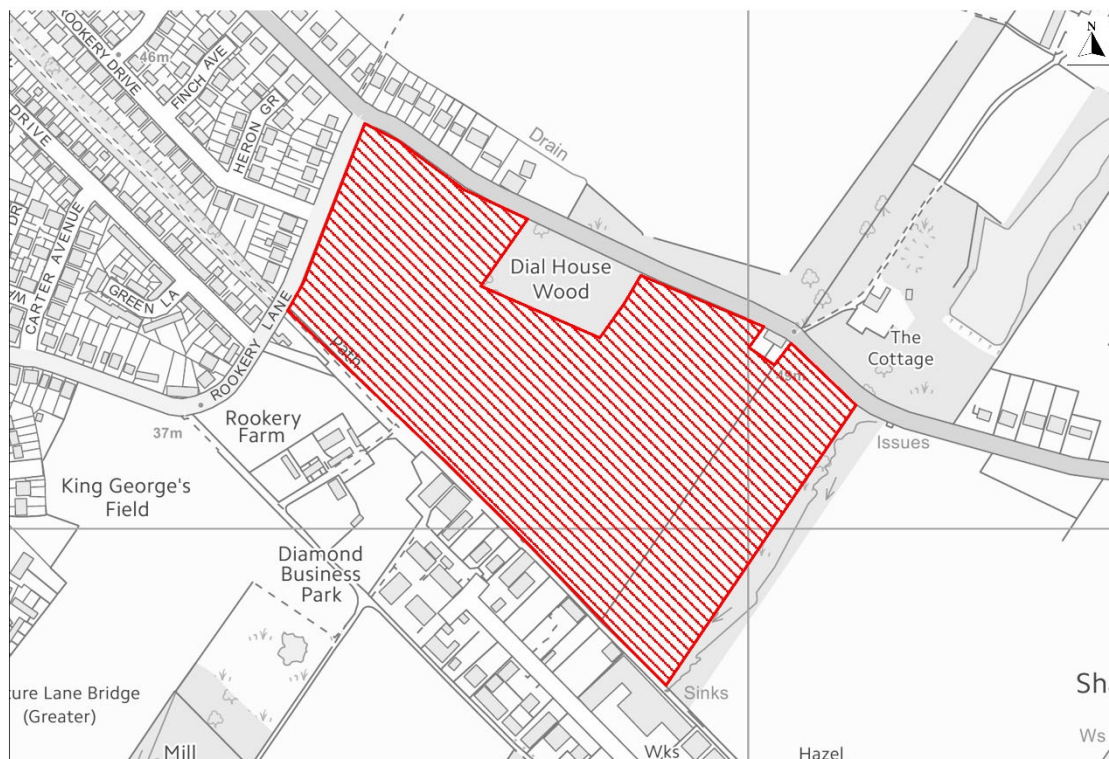 N
ROOKERY DRIVE
46m
FINCH AVE
HERON GR
DRIVE
Drain
Dial House
Wood
CARTER AVENUE
GREEN LA
ROOKERY LANE
Path
The
Cottage
49m
Rookery
Farm
37m
Issues
King George's
Field
Diamond
Business
Park
ture Lane Bridge
(Greater)
Sinks
Sha
Ws
Mill
Wks
Hazel